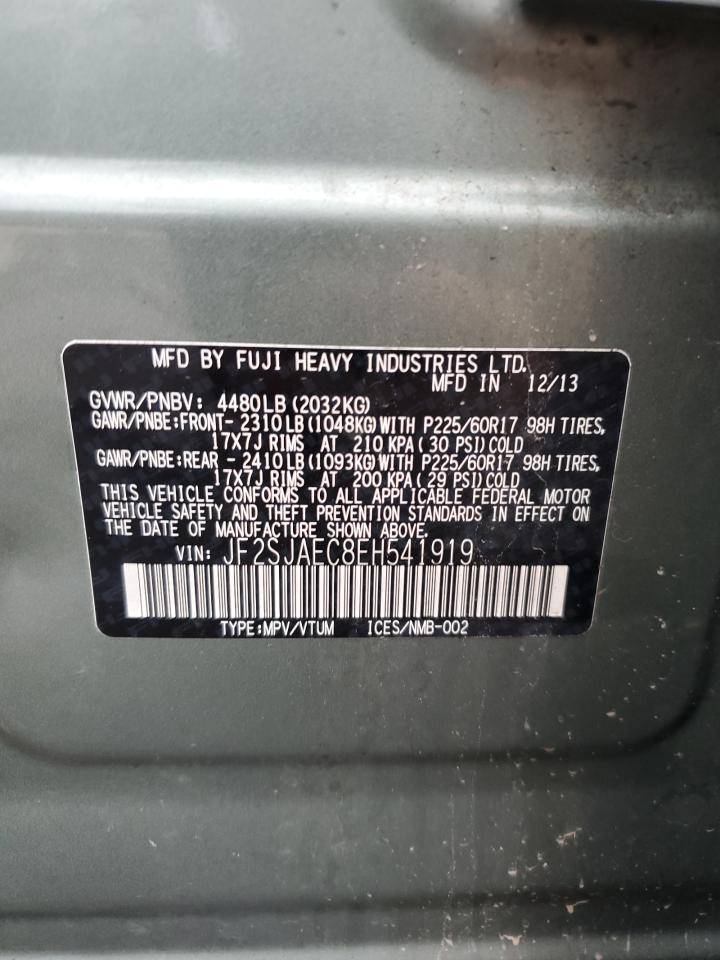 MFD BY FUJI HEAVY INDUSTRIES LTD.
MFD IN 12/13
GVWR/PNBV: 4480LB (2032KG)
GAWR/PNBE:FRONT- 2310 LB (1048KG) WITH P225/60R17 98H TIRES,
17X7J RIMS AT 210 KPA (30 PSI) COLD
GAWR/PNBE:REAR - 2410 LB (1093KG) WITH P225/60R17 98H TIRES,
17X7J RIMS AT 200 KPA (29 PSI) COLD
THIS VEHICLE CONFORMS TO ALL APPLICABLE FEDERAL MOTOR
VEHICLE SAFETY AND THEFT PREVENTION STANDARDS IN EFFECT ON
THE DATE OF MANUFACTURE SHOWN ABOVE.
VIN: JF2SJAEC8EH541919
TYPE:MPV/VTUM ICES/NMB-002